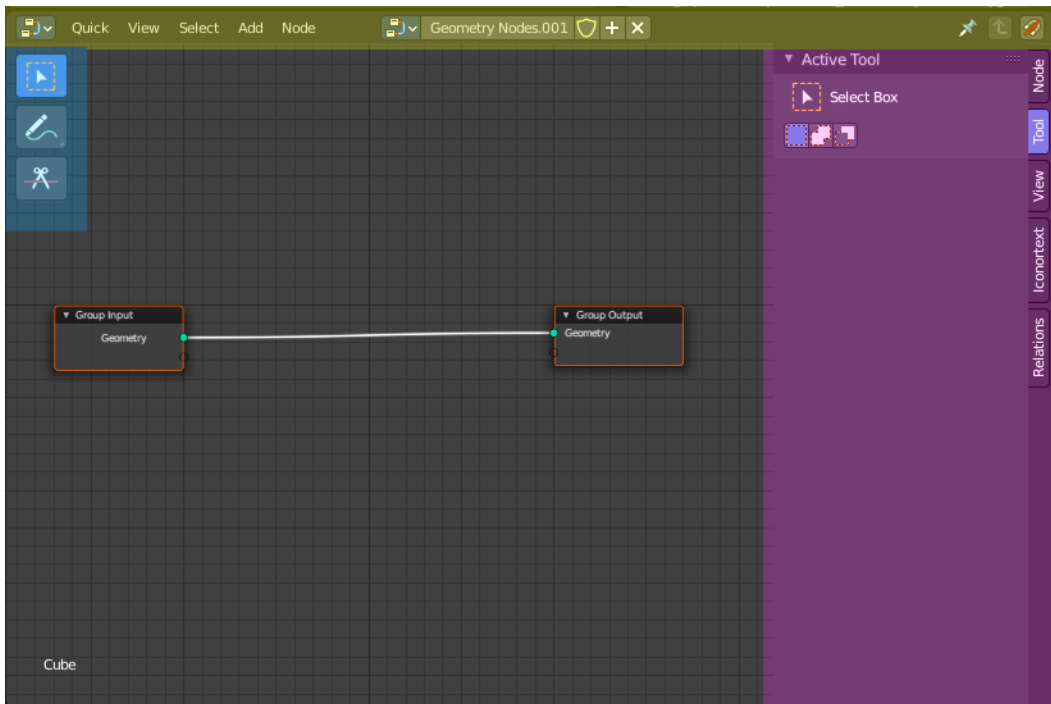 Quick View Select Add Node Geometry Nodes.001
Active Tool
Select Box
Node
Tool
View
Iconortext
Relations
Group Input
Geometry
Group Output
Geometry
Cube